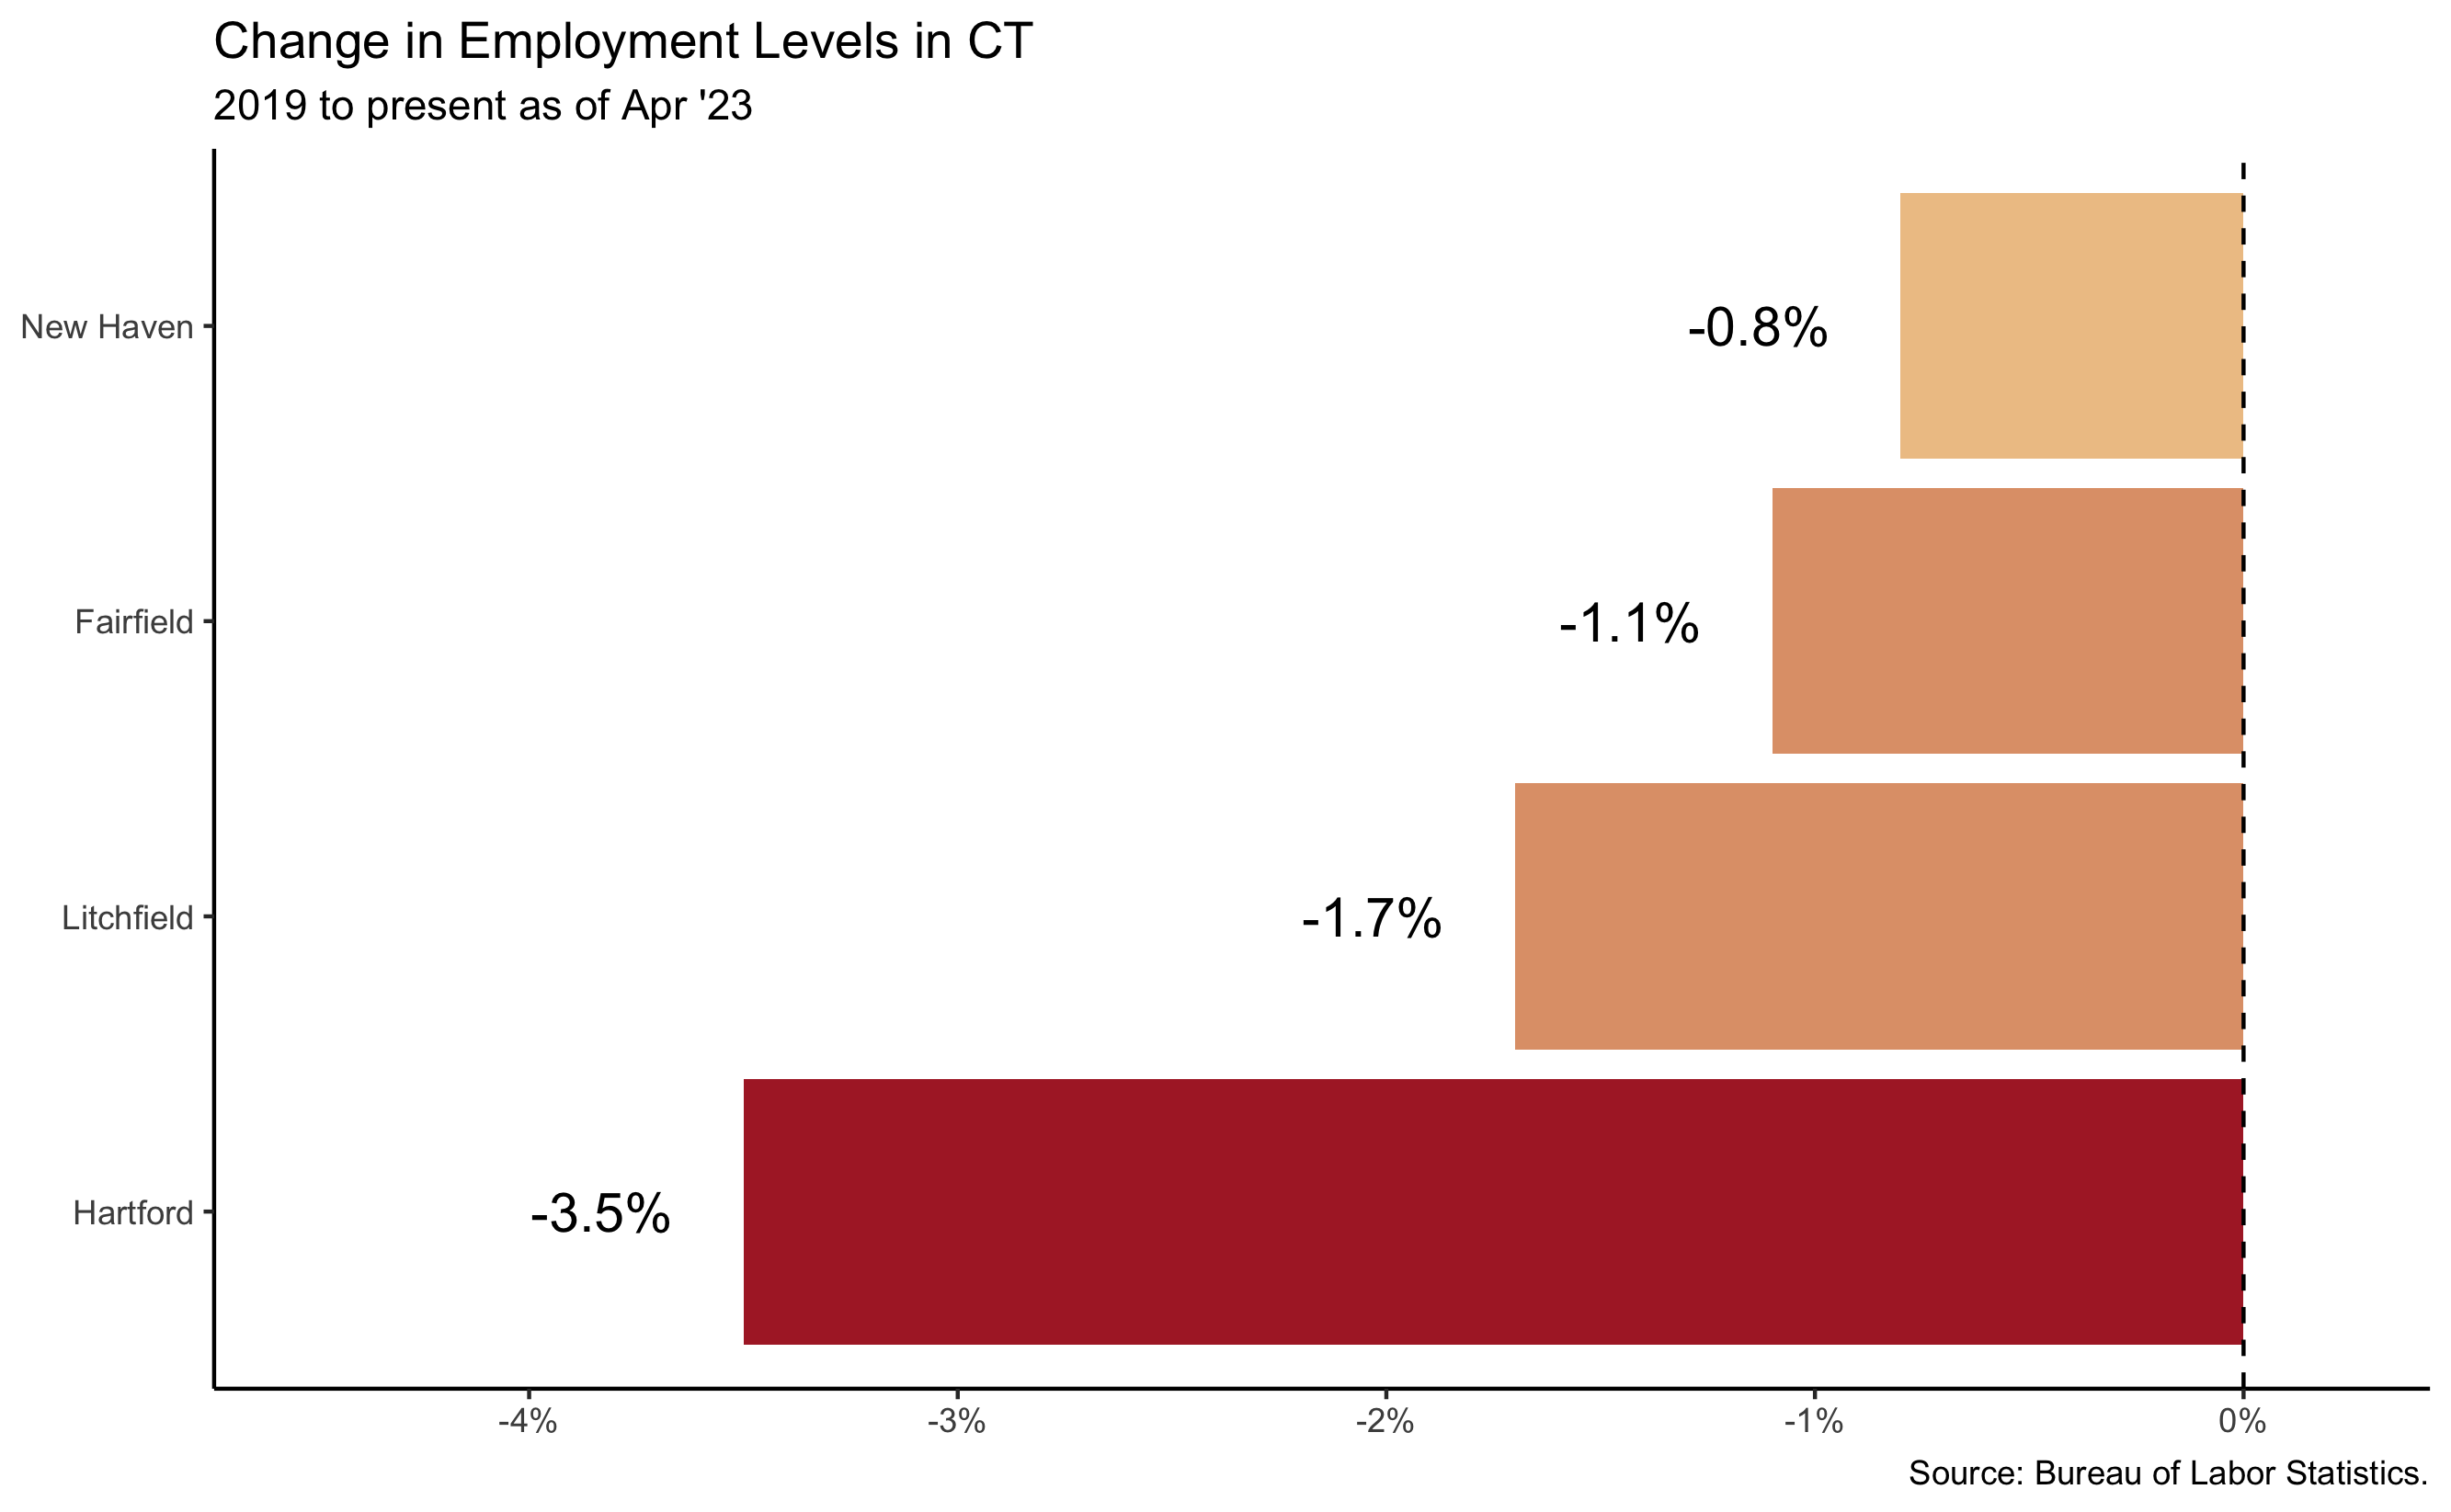 Change in Employment Levels in CT
2019 to present as of Apr '23
New Haven
-0.8%
Fairfield
-1.1%
Litchfield
-1.7%
Hartford
-3.5%
-4%
-3%
-2%
-1%
0%
Source: Bureau of Labor Statistics.